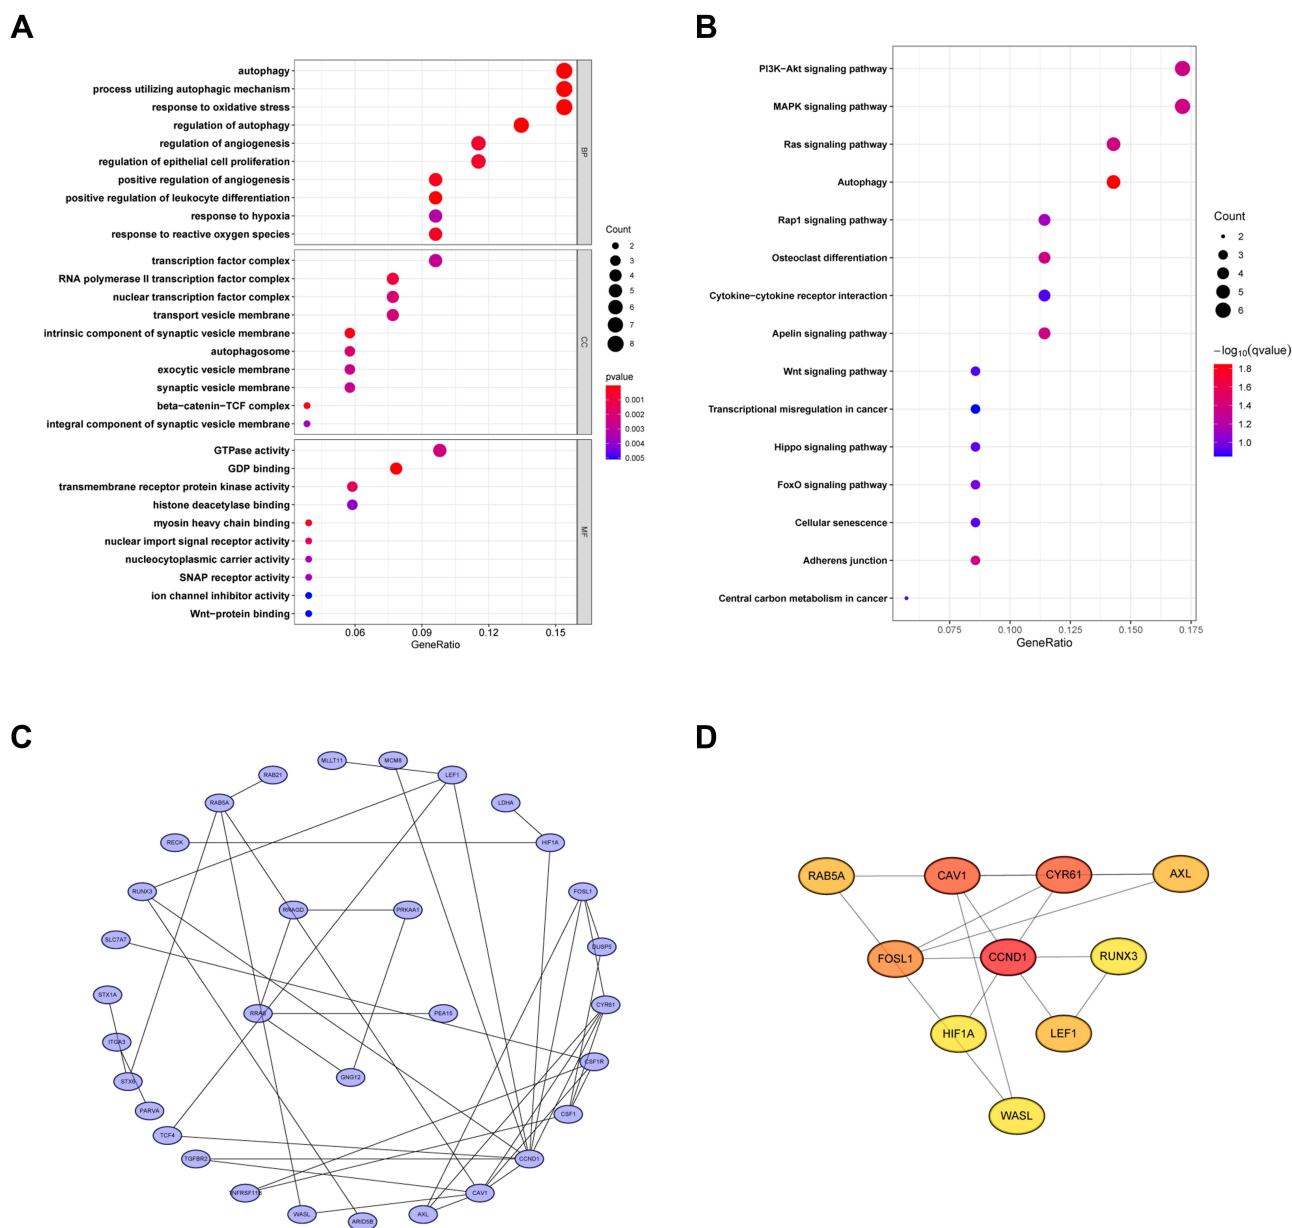 A
autophagy
process utilizing autophagic mechanism
response to oxidative stress
regulation of autophagy
regulation of angiogenesis
regulation of epithelial cell proliferation
positive regulation of angiogenesis
positive regulation of leukocyte differentiation
response to hypoxia
response to reactive oxygen species
BP
transcription factor complex
RNA polymerase II transcription factor complex
nuclear transcription factor complex
transport vesicle membrane
intrinsic component of synaptic vesicle membrane
autophagosome
exocytic vesicle membrane
synaptic vesicle membrane
beta−catenin−TCF complex
integral component of synaptic vesicle membrane
CC
GTPase activity
GDP binding
transmembrane receptor protein kinase activity
histone deacetylase binding
myosin heavy chain binding
nuclear import signal receptor activity
nucleocytoplasmic carrier activity
SNAP receptor activity
ion channel inhibitor activity
Wnt−protein binding
MF
0.06 0.09 0.12 0.15
GeneRatio
Count
2
3
4
5
6
7
8
pvalue
0.001
0.002
0.003
0.004
0.005
B
PI3K−Akt signaling pathway
MAPK signaling pathway
Ras signaling pathway
Autophagy
Rap1 signaling pathway
Osteoclast differentiation
Cytokine−cytokine receptor interaction
Apelin signaling pathway
Wnt signaling pathway
Transcriptional misregulation in cancer
Hippo signaling pathway
FoxO signaling pathway
Cellular senescence
Adherens junction
Central carbon metabolism in cancer
0.075 0.100 0.125 0.150 0.175
GeneRatio
Count
2
3
4
5
6
−log10(qvalue)
1.8
1.6
1.4
1.2
1.0
C
MLLT11
MCM8
LEF1
RAB21
RAB5A
LDHA
RECK
HIF1A
RUNX3
FOSL1
RRAGD
PRKAA1
SLC7A7
DUSP5
STX1A
CYR61
RRAS
PEA15
ITGA3
CSF1R
STX6
GNG12
PARVA
CSF1
TCF4
TGFBR2
CCND1
TNFRSF11B
CAV1
WASL
ARID5B
AXL
D
RAB5A
CAV1
CYR61
AXL
FOSL1
CCND1
RUNX3
HIF1A
LEF1
WASL